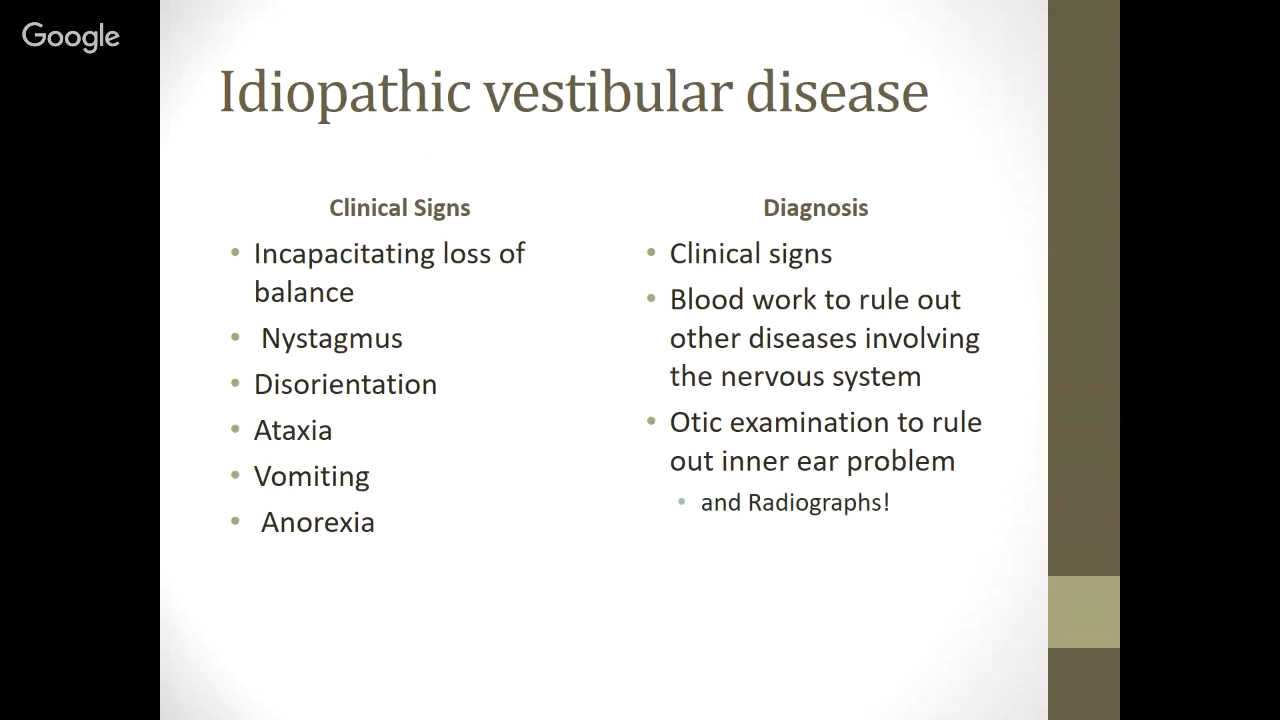 Google
Idiopathic vestibular disease
Clinical Signs
• Incapacitating loss of
balance
• Nystagmus
• Disorientation
• Ataxia
• Vomiting
• Anorexia
Diagnosis
• Clinical signs
• Blood work to rule out
other diseases involving
the nervous system
• Otic examination to rule
out inner ear problem
• and Radiographs!